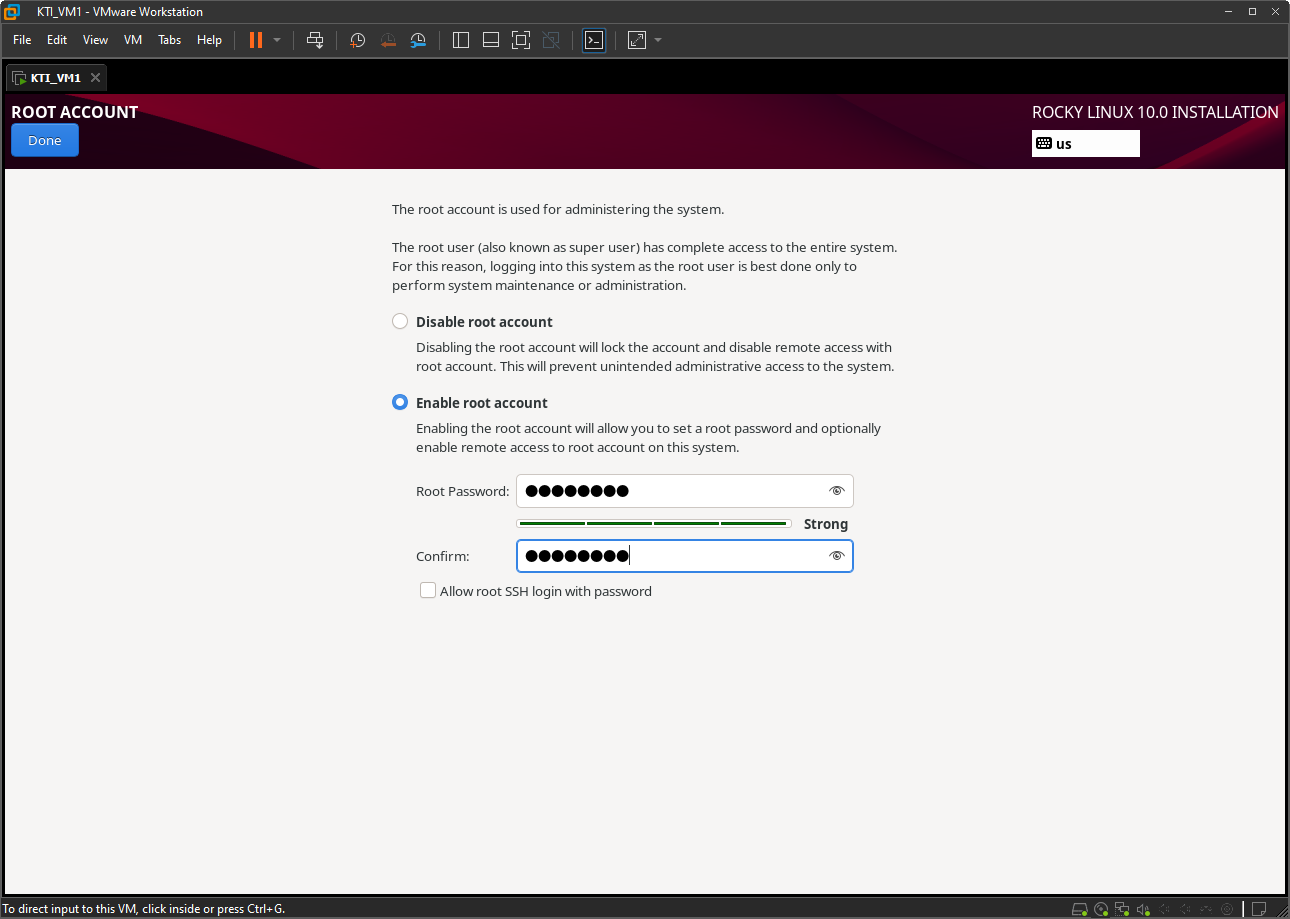 KTI_VM1 - VMware Workstation
File Edit View VM Tabs Help
KTI_VM1
ROOT ACCOUNT
ROCKY LINUX 10.0 INSTALLATION
Done
us
The root account is used for administering the system.
The root user (also known as super user) has complete access to the entire system.
For this reason, logging into this system as the root user is best done only to
perform system maintenance or administration.
Disable root account
Disabling the root account will lock the account and disable remote access with
root account. This will prevent unintended administrative access to the system.
Enable root account
Enabling the root account will allow you to set a root password and optionally
enable remote access to root account on this system.
Root Password: ●●●●●●●●
Strong
Confirm: ●●●●●●●●
Allow root SSH login with password
To direct input to this VM, click inside or press Ctrl+G.